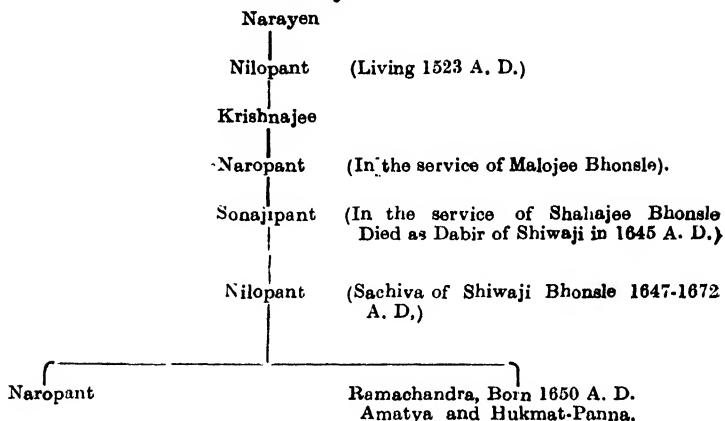 Narayen
Nilopant (Living 1523 A. D.)
Krishnajee
Naropant (In the service of Malojee Bhonsle).
Sonajipant (In the service of Shahajee Bhonsle
Died as Dabir of Shiwaji in 1645 A. D.)
Nilopant (Sachiva of Shiwaji Bhonsle 1647-1672
A. D.)
Naropant Ramachandra, Born 1650 A. D.
Amatya and Hukmat-Panna.